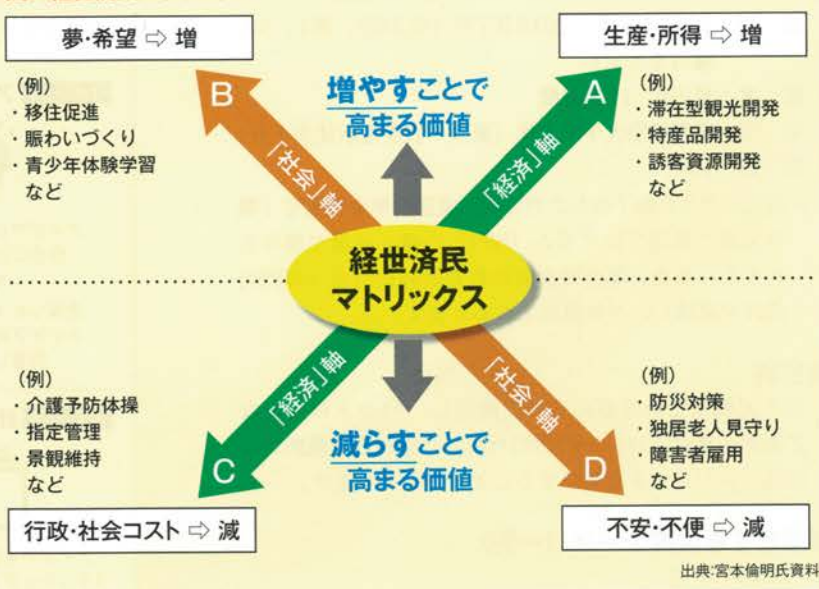 夢・希望 ⇨ 増
(例)
・移住促進
・賑わいづくり
・青少年体験学習
など
B
「社会」軸
増やすことで
高まる価値
生産・所得 ⇨ 増
A
「経済」軸
(例)
・滞在型観光開発
・特産品開発
・誘客資源開発
など
経世済民
マトリックス
(例)
・介護予防体操
・指定管理
・景観維持
など
「経済」軸
C
行政・社会コスト ⇨ 減
減らすことで
高まる価値
「社会」軸
D
(例)
・防災対策
・独居老人見守り
・障害者雇用
など
不安・不便 ⇨ 減
出典:宮本倫明氏資料